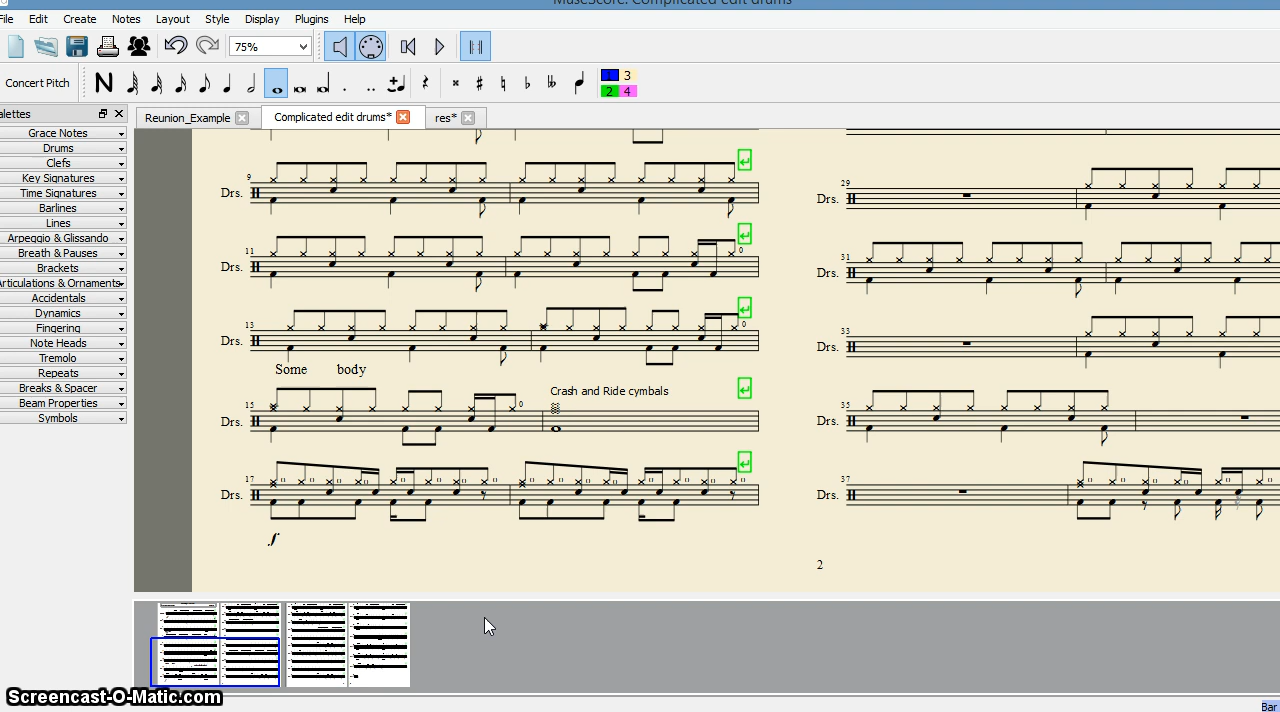 MuseScore: Complicated edit drums
File Edit Create Notes Layout Style Display Plugins Help
75%
Concert Pitch N 1 3
2 4
alettes
Reunion_Example Complicated edit drums* res*
Grace Notes
Drums
Clefs
Key Signatures
Time Signatures
Barlines
Lines
Arpeggio & Glissando
Breath & Pauses
Brackets
Articulations & Ornaments
Accidentals
Dynamics
Fingering
Note Heads
Tremolo
Repeats
Breaks & Spacer
Beam Properties
Symbols
9
Drs.
11
Drs.
0
13
Drs.
0
Some body
15
Drs.
0
Crash and Ride cymbals
17
Drs.
f
29
Drs.
31
Drs.
33
Drs.
35
Drs.
37
Drs.
2
Bar
Screencast-O-Matic.com